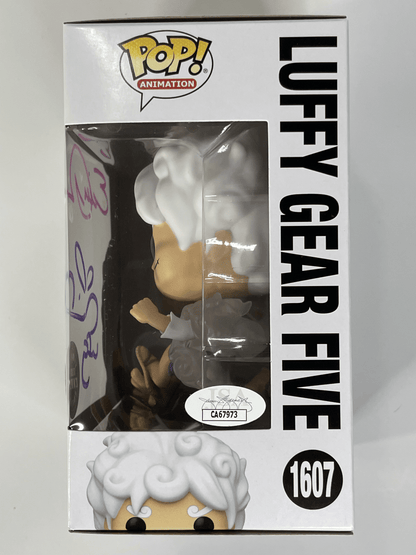 POP!
ANIMATION
LUFFY GEAR FIVE
1607
JSA
CA67973